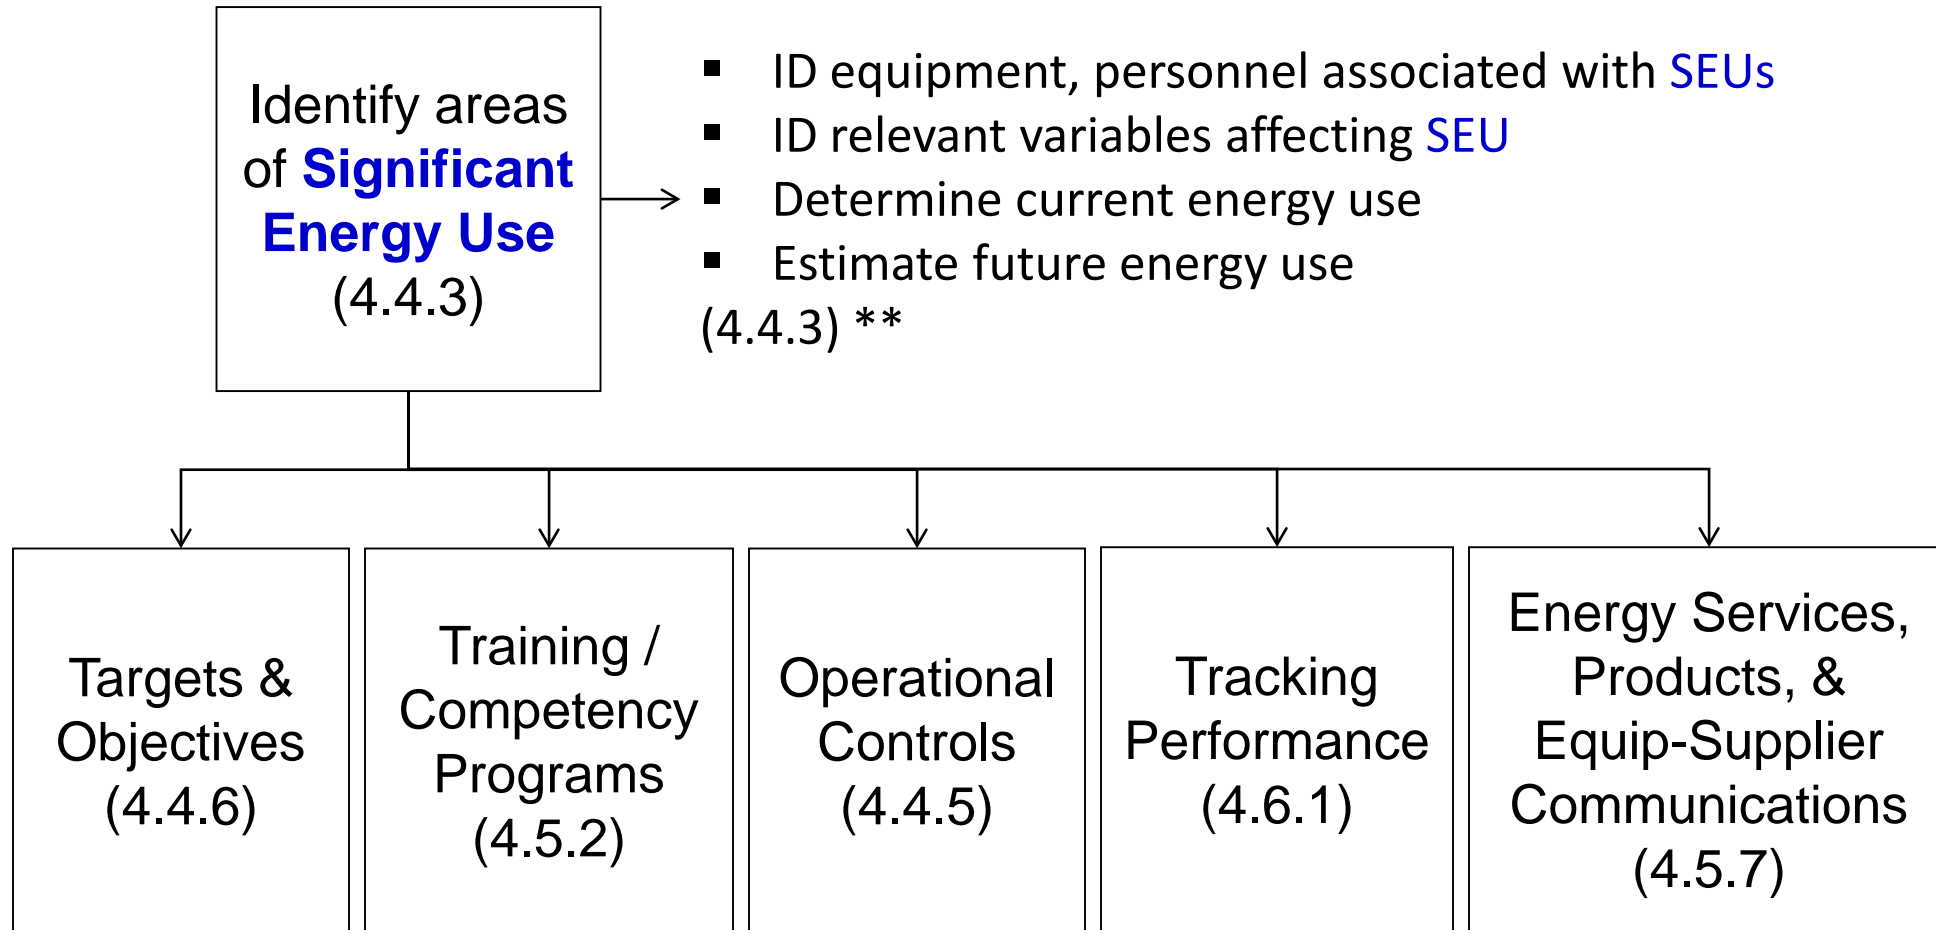 Identify areas
of Significant
Energy Use
(4.4.3)
▪ ID equipment, personnel associated with SEUs
▪ ID relevant variables affecting SEU
▪ Determine current energy use
▪ Estimate future energy use
(4.4.3) **
Targets &
Objectives
(4.4.6)
Training /
Competency
Programs
(4.5.2)
Operational
Controls
(4.4.5)
Tracking
Performance
(4.6.1)
Energy Services,
Products, &
Equip-Supplier
Communications
(4.5.7)